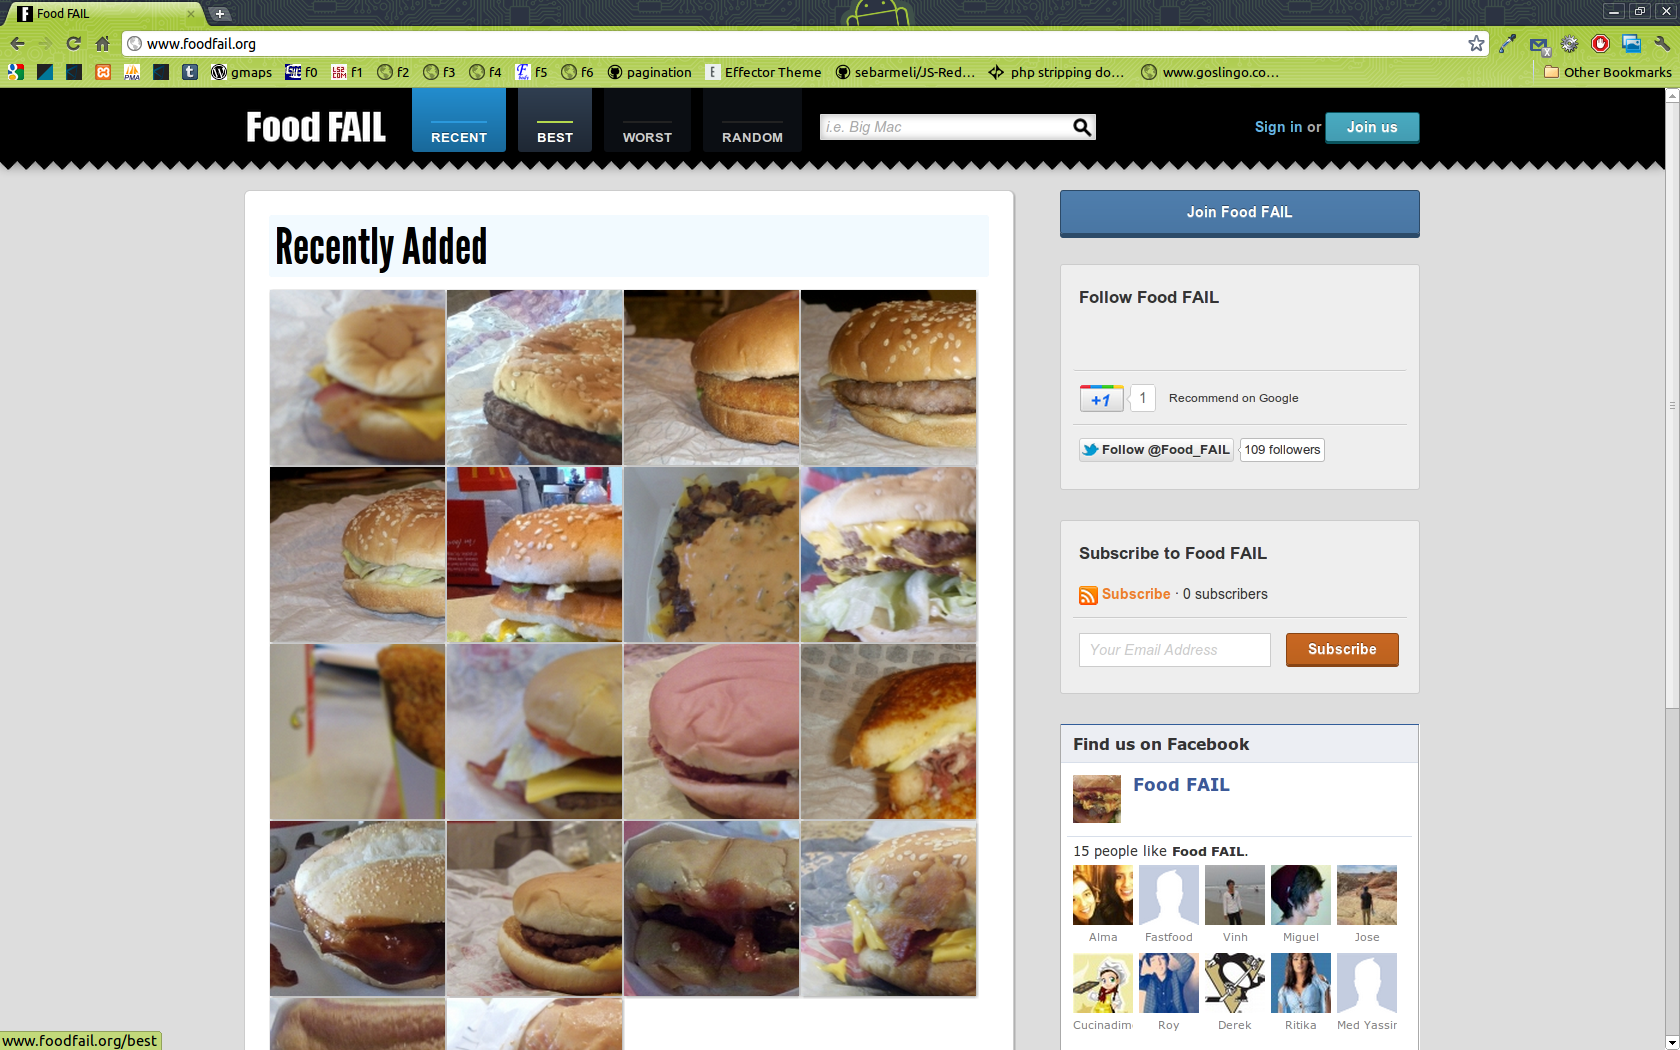 Food FAIL
www.foodfail.org
gmaps
f0
f1
f2
f3
f4
f5
f6
pagination
Effector Theme
sebarmeli/JS-Red...
php stripping do...
www.goslingo.co...
Other Bookmarks
Food FAIL
RECENT
BEST
WORST
RANDOM
i.e. Big Mac
Sign in or
Join us
Recently Added
Join Food FAIL
Follow Food FAIL
+1
1
Recommend on Google
Follow @Food_FAIL
109 followers
Subscribe to Food FAIL
Subscribe · 0 subscribers
Your Email Address
Subscribe
Find us on Facebook
Food FAIL
15 people like Food FAIL.
Alma
Fastfood
Vinh
Miguel
Jose
Cucinadim
Roy
Derek
Ritika
Med Yassir
www.foodfail.org/best